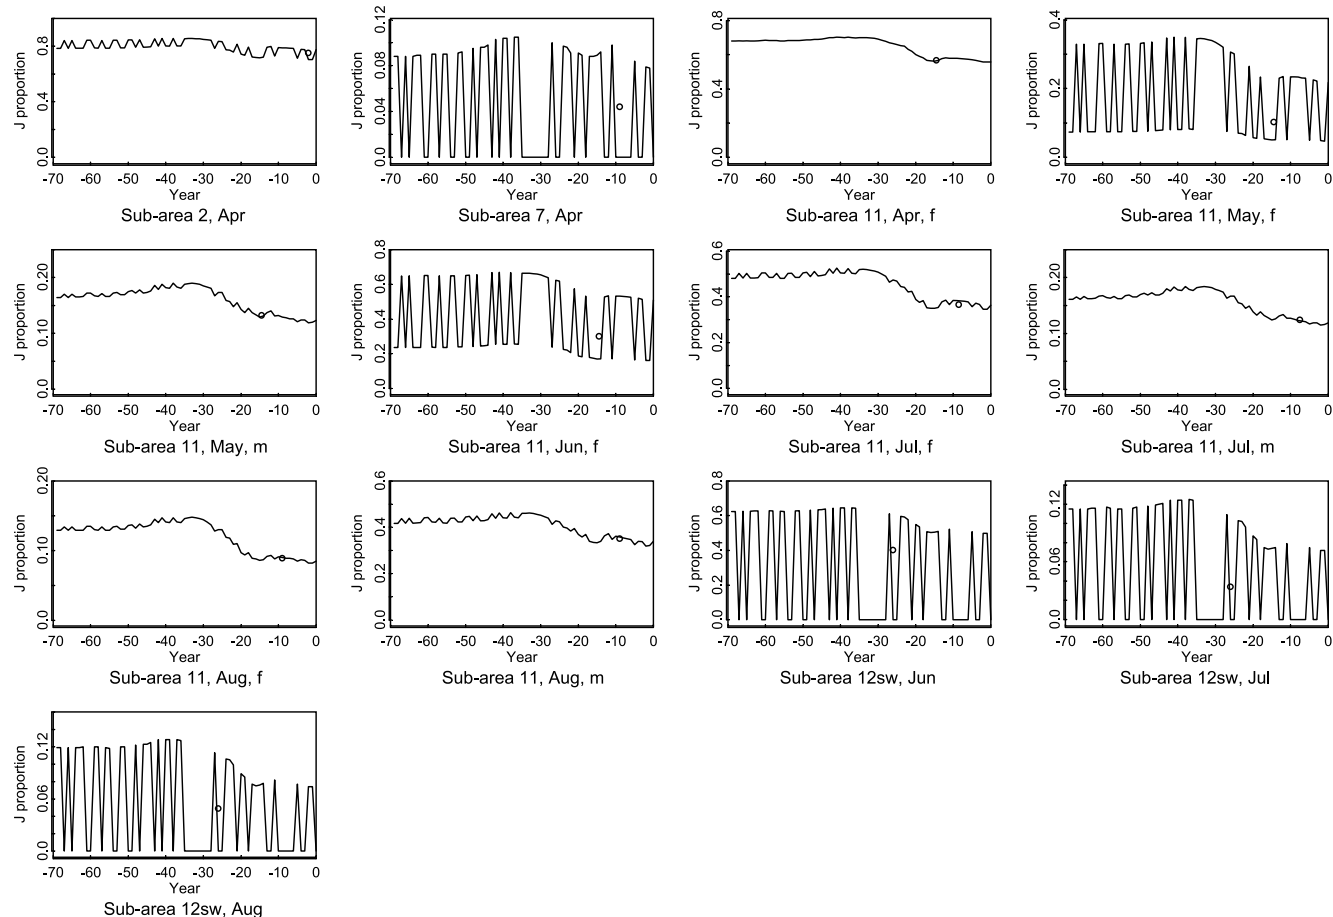 J proportion
0.0 0.4 0.8
-70 -60 -50 -40 -30 -20 -10 0
Year
Sub-area 2, Apr
J proportion
0.0 0.04 0.08 0.12
-70 -60 -50 -40 -30 -20 -10 0
Year
Sub-area 7, Apr
J proportion
0.0 0.4 0.8
-70 -60 -50 -40 -30 -20 -10 0
Year
Sub-area 11, Apr, f
J proportion
0.0 0.2 0.4
-70 -60 -50 -40 -30 -20 -10 0
Year
Sub-area 11, May, f
J proportion
0.0 0.10 0.20
-70 -60 -50 -40 -30 -20 -10 0
Year
Sub-area 11, May, m
J proportion
0.0 0.2 0.4 0.6 0.8
-70 -60 -50 -40 -30 -20 -10 0
Year
Sub-area 11, Jun, f
J proportion
0.0 0.2 0.4 0.6
-70 -60 -50 -40 -30 -20 -10 0
Year
Sub-area 11, Jul, f
J proportion
0.0 0.10 0.20
-70 -60 -50 -40 -30 -20 -10 0
Year
Sub-area 11, Jul, m
J proportion
0.0 0.10 0.20
-70 -60 -50 -40 -30 -20 -10 0
Year
Sub-area 11, Aug, f
J proportion
0.0 0.2 0.4 0.6
-70 -60 -50 -40 -30 -20 -10 0
Year
Sub-area 11, Aug, m
J proportion
0.0 0.2 0.4 0.6 0.8
-70 -60 -50 -40 -30 -20 -10 0
Year
Sub-area 12sw, Jun
J proportion
0.0 0.06 0.12
-70 -60 -50 -40 -30 -20 -10 0
Year
Sub-area 12sw, Jul
J proportion
0.0 0.06 0.12
-70 -60 -50 -40 -30 -20 -10 0
Year
Sub-area 12sw, Aug